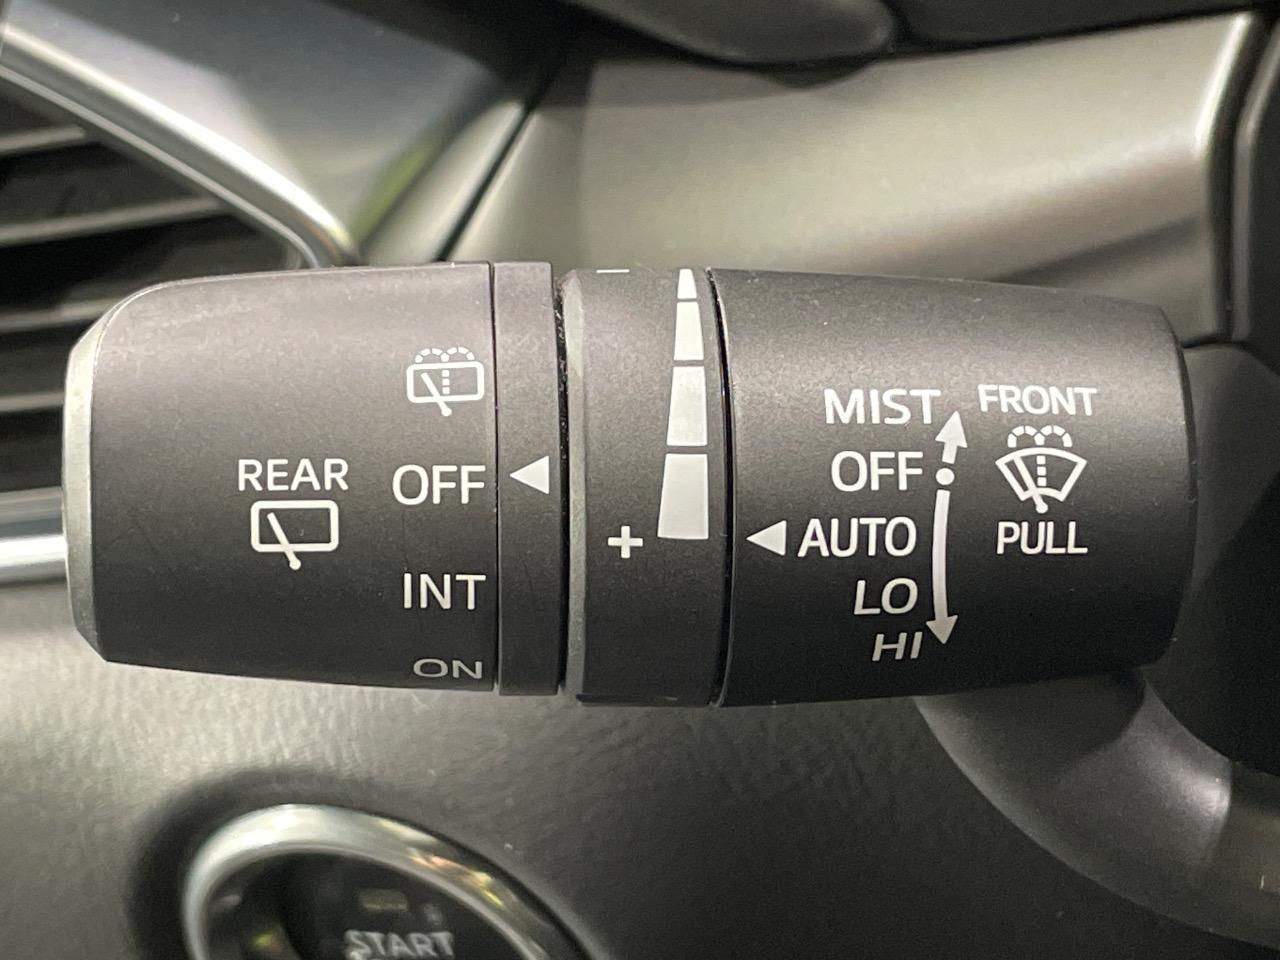 REAR
OFF
INT
ON
−
+
MIST
OFF
AUTO
LO
HI
FRONT
PULL
START